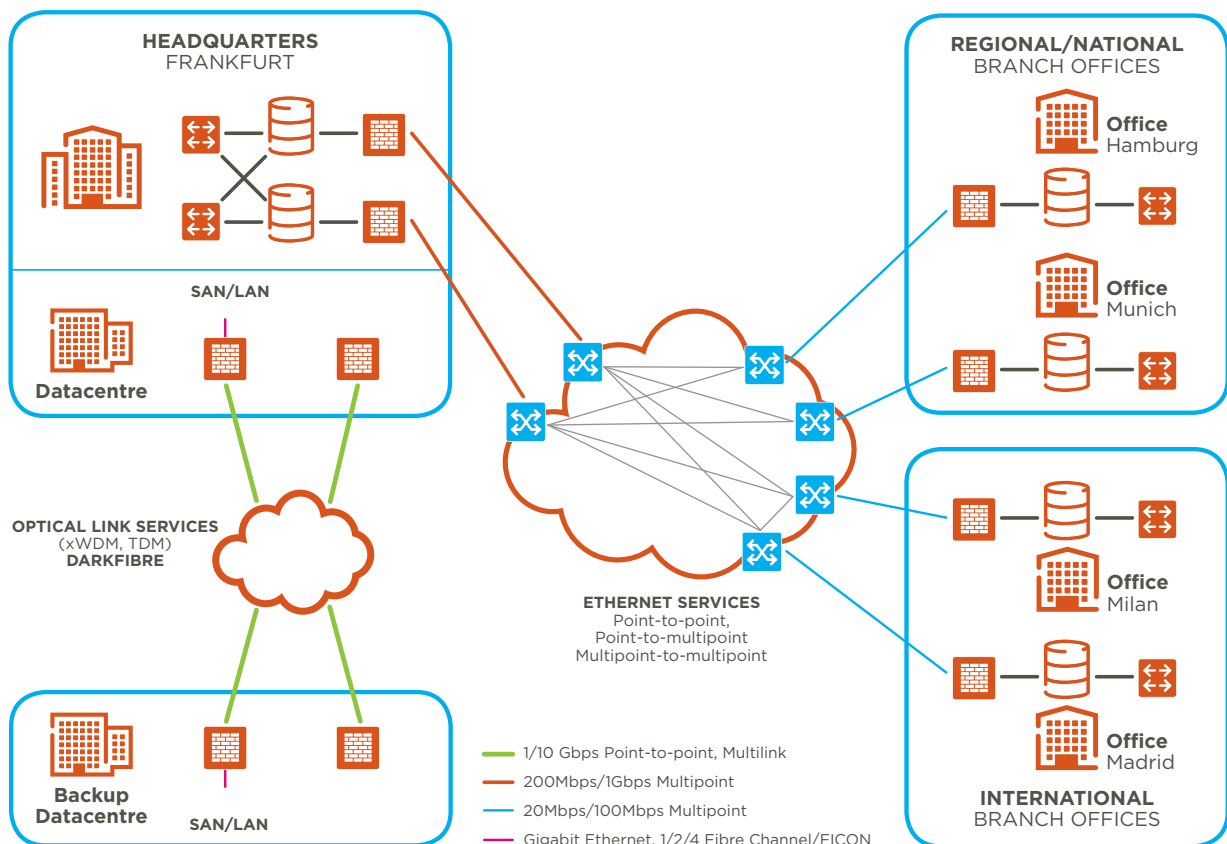 HEADQUARTERS
FRANKFURT
SAN/LAN
Datacentre
OPTICAL LINK SERVICES
(xWDM, TDM)
DARKFIBRE
Backup
Datacentre
SAN/LAN
ETHERNET SERVICES
Point-to-point,
Point-to-multipoint
Multipoint-to-multipoint
1/10 Gbps Point-to-point, Multilink
200Mbps/1Gbps Multipoint
20Mbps/100Mbps Multipoint
Gigabit Ethernet, 1/2/4 Fibre Channel/FICON
REGIONAL/NATIONAL
BRANCH OFFICES
Office
Hamburg
Office
Munich
Office
Milan
Office
Madrid
INTERNATIONAL
BRANCH OFFICES